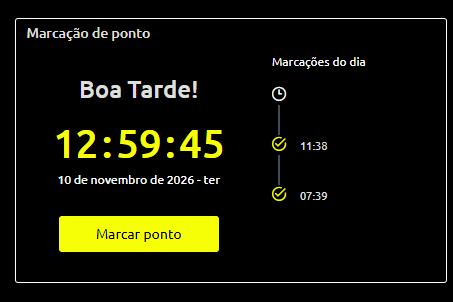 Marcação de ponto
Boa Tarde!
12:59:45
10 de novembro de 2026 - ter
Marcar ponto
Marcações do dia
11:38
07:39